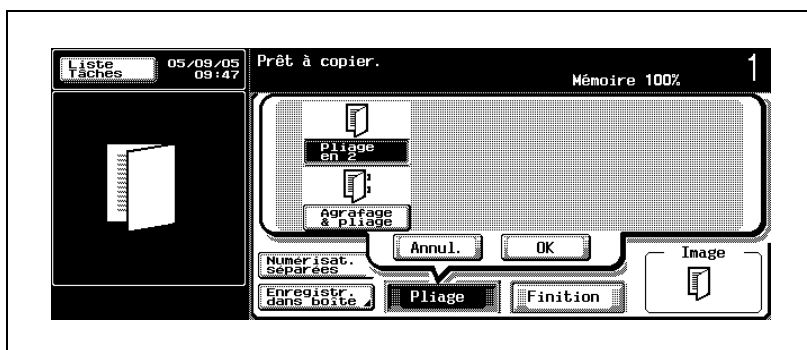 Liste
Tâches
05/09/05
09:47
Prêt à copier.
Mémoire 100%
1
Pliage
en 2
Agrafage
& pliage
Annul.
OK
Numérisat.
séparées
Enregistr.
dans boîte
Pliage
Finition
Image